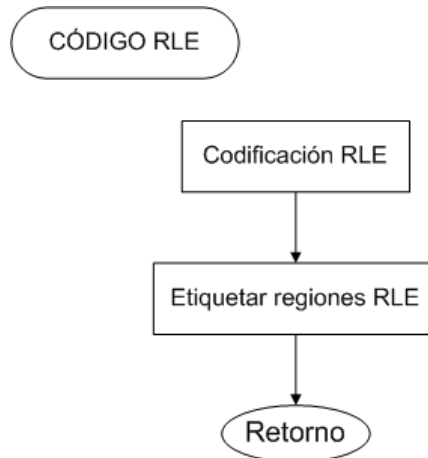 CÓDIGO RLE
Codificación RLE
Etiquetar regiones RLE
Retorno